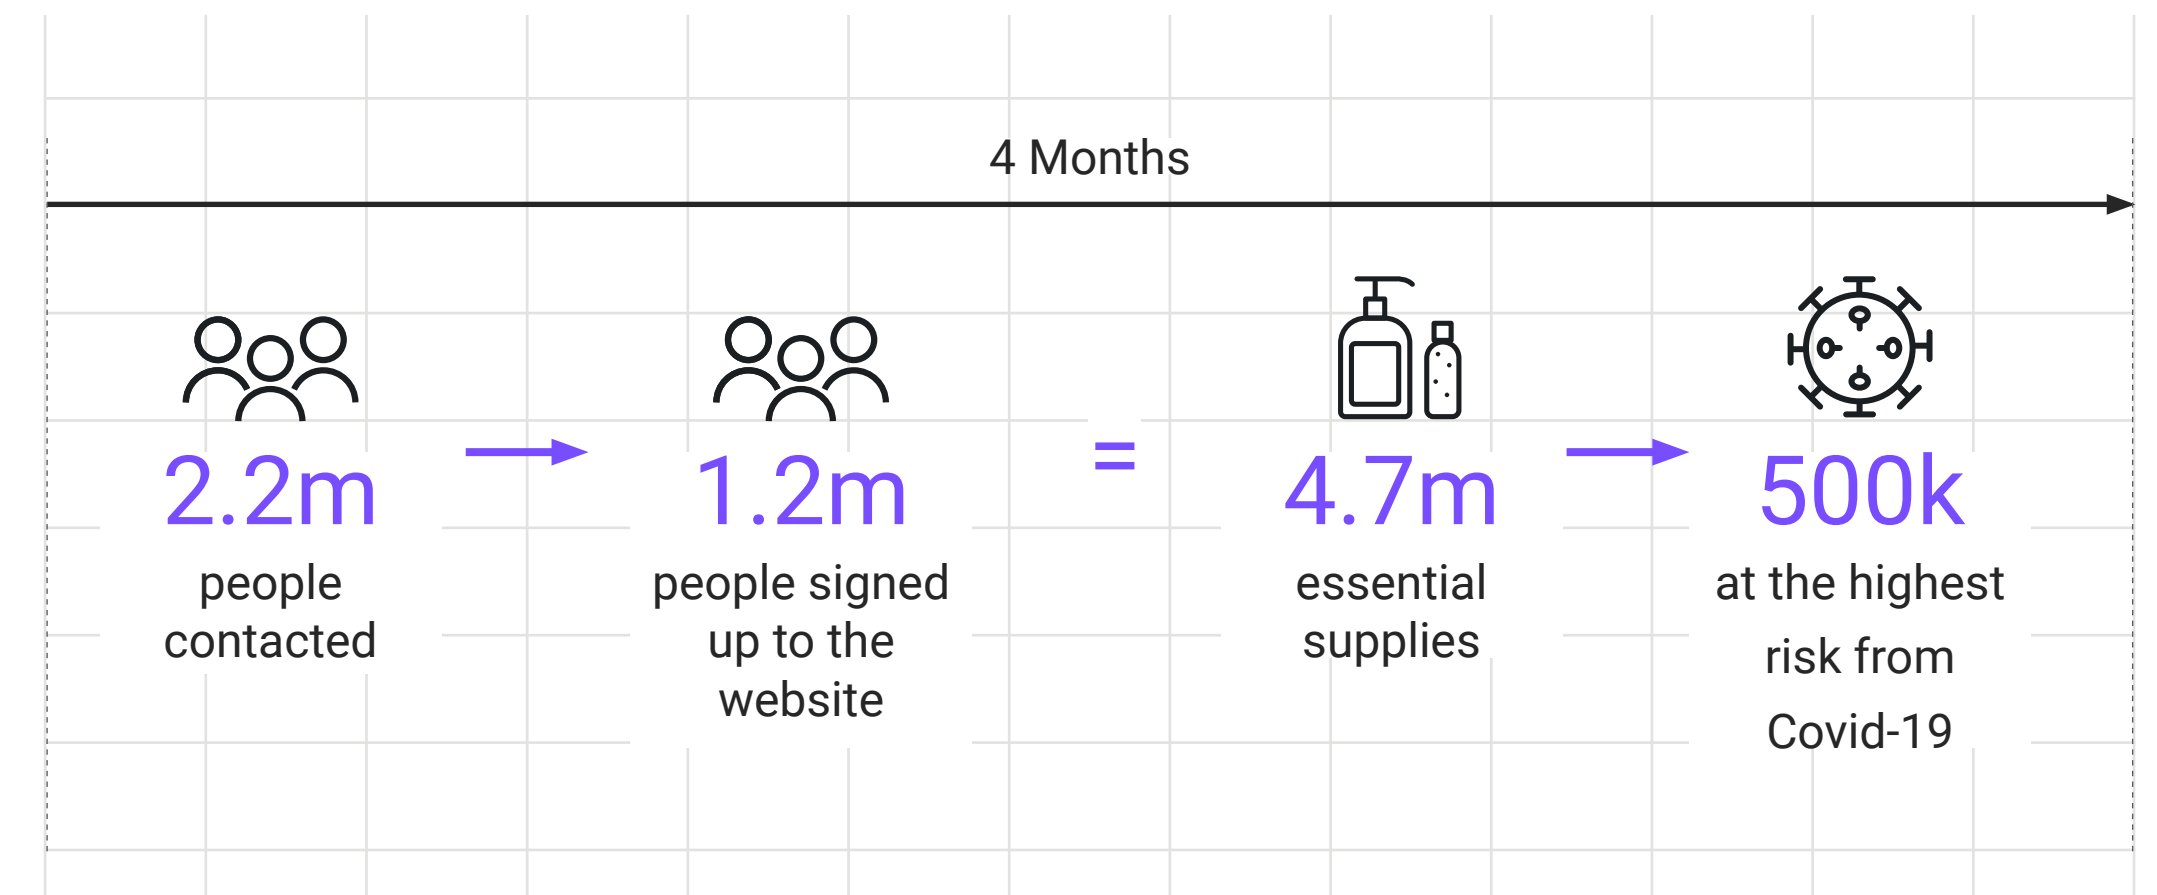 4 Months
2.2m
people
contacted
1.2m
people signed
up to the
website
=
4.7m
essential
supplies
500k
at the highest
risk from
Covid-19